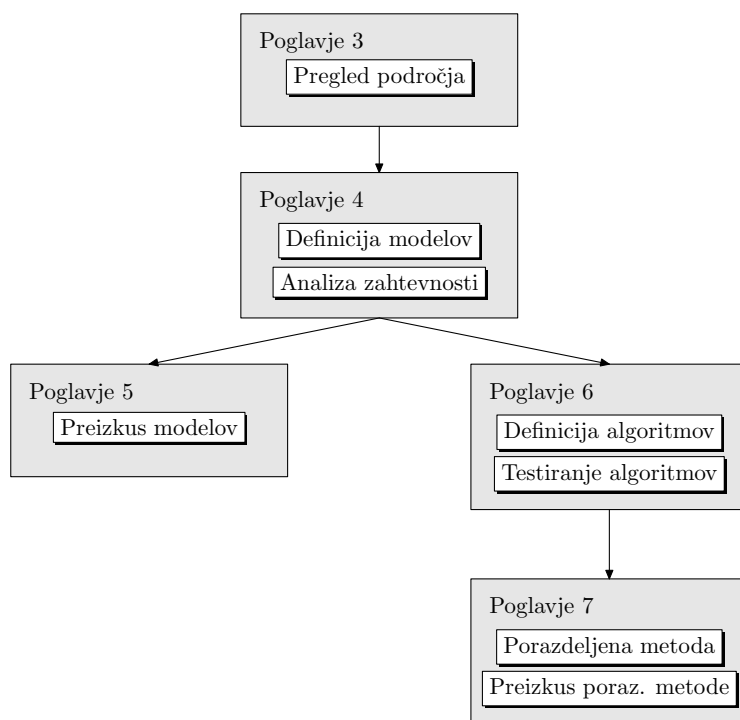 Poglavje 3
Pregled področja
Poglavje 4
Definicija modelov
Analiza zahtevnosti
Poglavje 5
Preizkus modelov
Poglavje 6
Definicija algoritmov
Testiranje algoritmov
Poglavje 7
Porazdeljena metoda
Preizkus poraz. metode